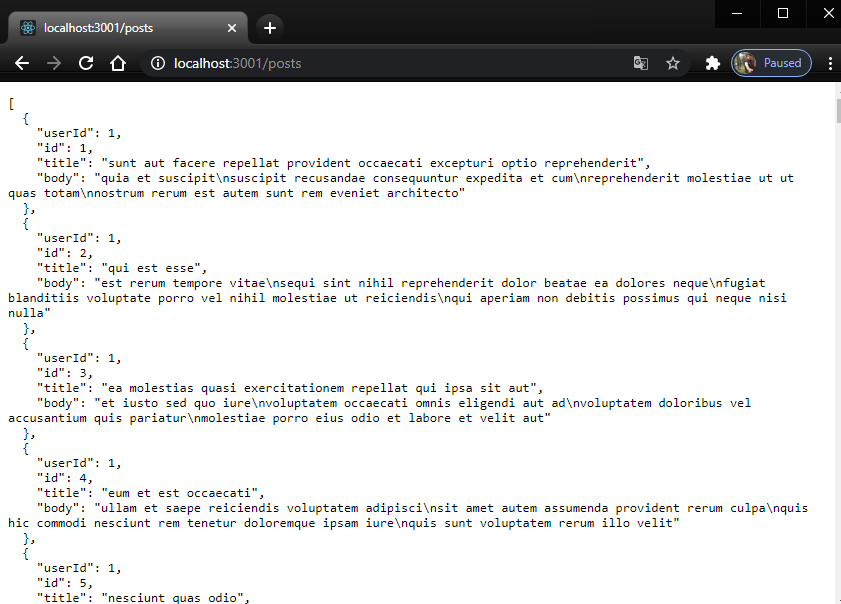 localhost:3001/posts
localhost:3001/posts
Paused
[
  {
    "userId": 1,
    "id": 1,
    "title": "sunt aut facere repellat provident occaecati excepturi optio reprehenderit",
    "body": "quia et suscipit\nsuscipit recusandae consequuntur expedita et cum\nreprehenderit molestiae ut ut
quas totam\nnostrum rerum est autem sunt rem eveniet architecto"
  },
  {
    "userId": 1,
    "id": 2,
    "title": "qui est esse",
    "body": "est rerum tempore vitae\nsequi sint nihil reprehenderit dolor beatae ea dolores neque\nfugiat
blanditiis voluptate porro vel nihil molestiae ut reiciendis\nqui aperiam non debitis possimus qui neque nisi
nulla"
  },
  {
    "userId": 1,
    "id": 3,
    "title": "ea molestias quasi exercitationem repellat qui ipsa sit aut",
    "body": "et iusto sed quo iure\nvoluptatem occaecati omnis eligendi aut ad\nvoluptatem doloribus vel
accusantium quis pariatur\nmolestiae porro eius odio et labore et velit aut"
  },
  {
    "userId": 1,
    "id": 4,
    "title": "eum et est occaecati",
    "body": "ullam et saepe reiciendis voluptatem adipisci\nsit amet autem assumenda provident rerum culpa\nquis
hic commodi nesciunt rem tenetur doloremque ipsam iure\nquis sunt voluptatem rerum illo velit"
  },
  {
    "userId": 1,
    "id": 5,
    "title": "nesciunt quas odio",